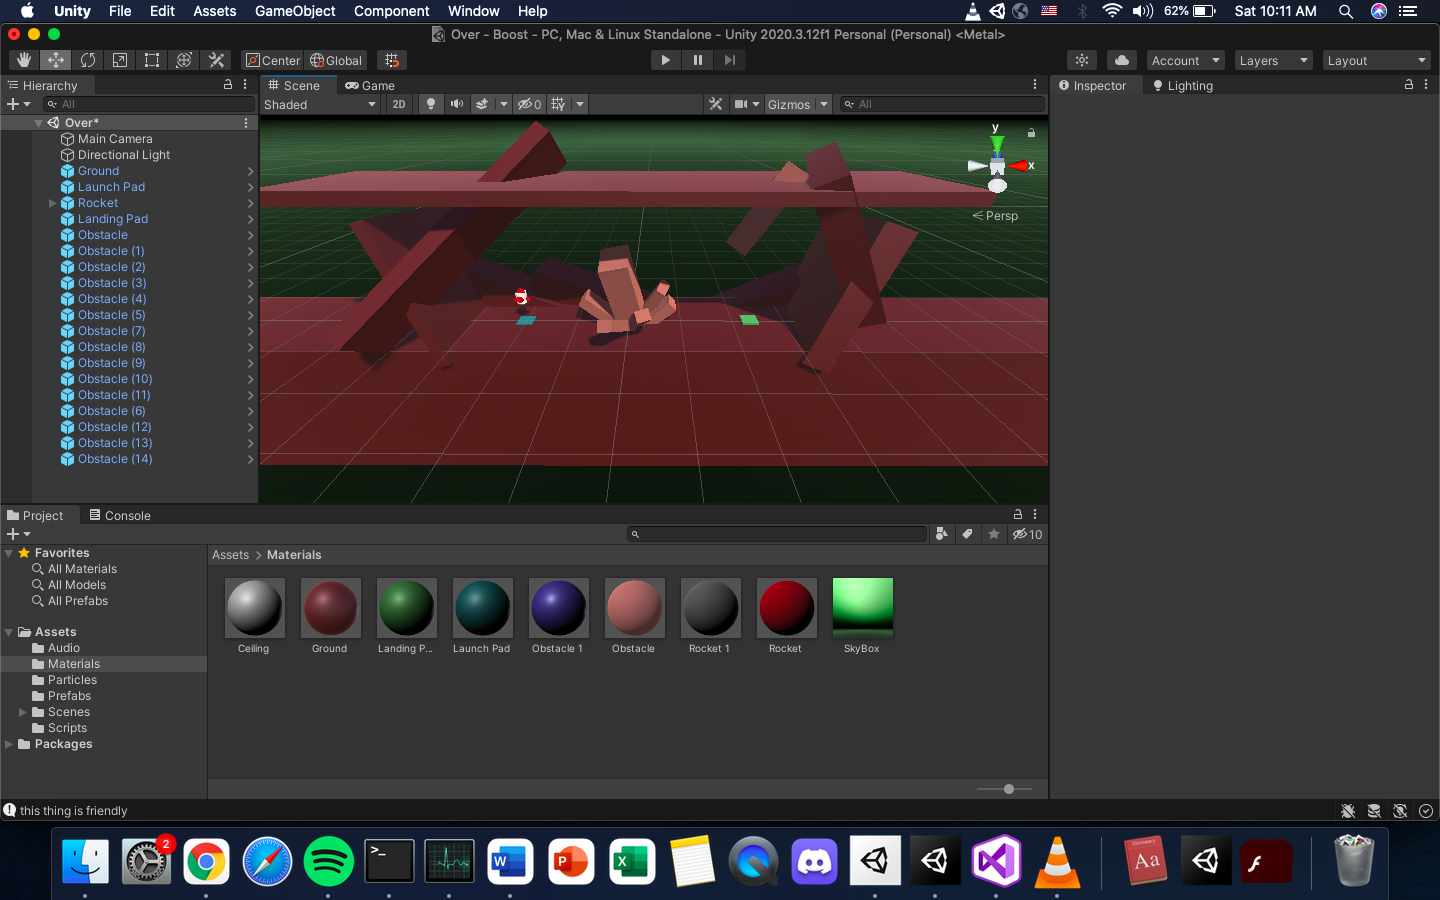 Unity File Edit Assets GameObject Component Window Help 62% Sat 10:11 AM
Over - Boost - PC, Mac & Linux Standalone - Unity 2020.3.12f1 Personal (Personal) <Metal>
Center Global Account Layers Layout
Hierarchy Scene Game Inspector Lighting
All Shaded 2D 0 Gizmos All
Over*
Main Camera
Directional Light
Ground
Launch Pad
Rocket
Landing Pad
Obstacle
Obstacle (1)
Obstacle (2)
Obstacle (3)
Obstacle (4)
Obstacle (5)
Obstacle (7)
Obstacle (8)
Obstacle (9)
Obstacle (10)
Obstacle (11)
Obstacle (6)
Obstacle (12)
Obstacle (13)
Obstacle (14)
y
x
Persp
Project Console
10
Favorites
All Materials
All Models
All Prefabs
Assets
Audio
Materials
Particles
Prefabs
Scenes
Scripts
Packages
Assets > Materials
Ceiling Ground Landing P... Launch Pad Obstacle 1 Obstacle Rocket 1 Rocket SkyBox
this thing is friendly
2
>_
W
P
X
Aa
Dictionary